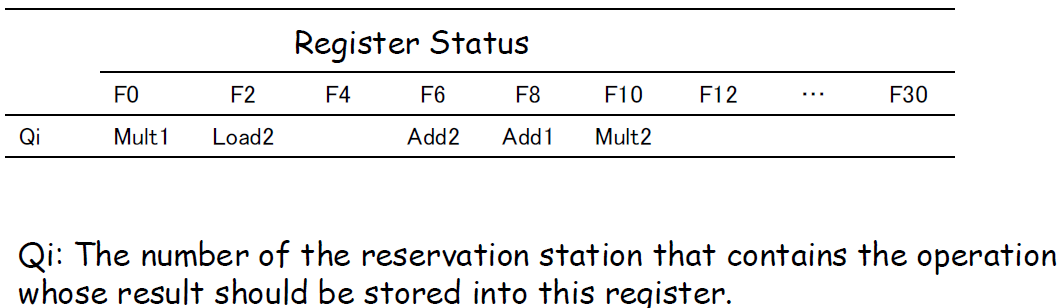 Register Status
F0 F2 F4 F6 F8 F10 F12 … F30
Qi Mult1 Load2 Add2 Add1 Mult2
Qi: The number of the reservation station that contains the operation
whose result should be stored into this register.